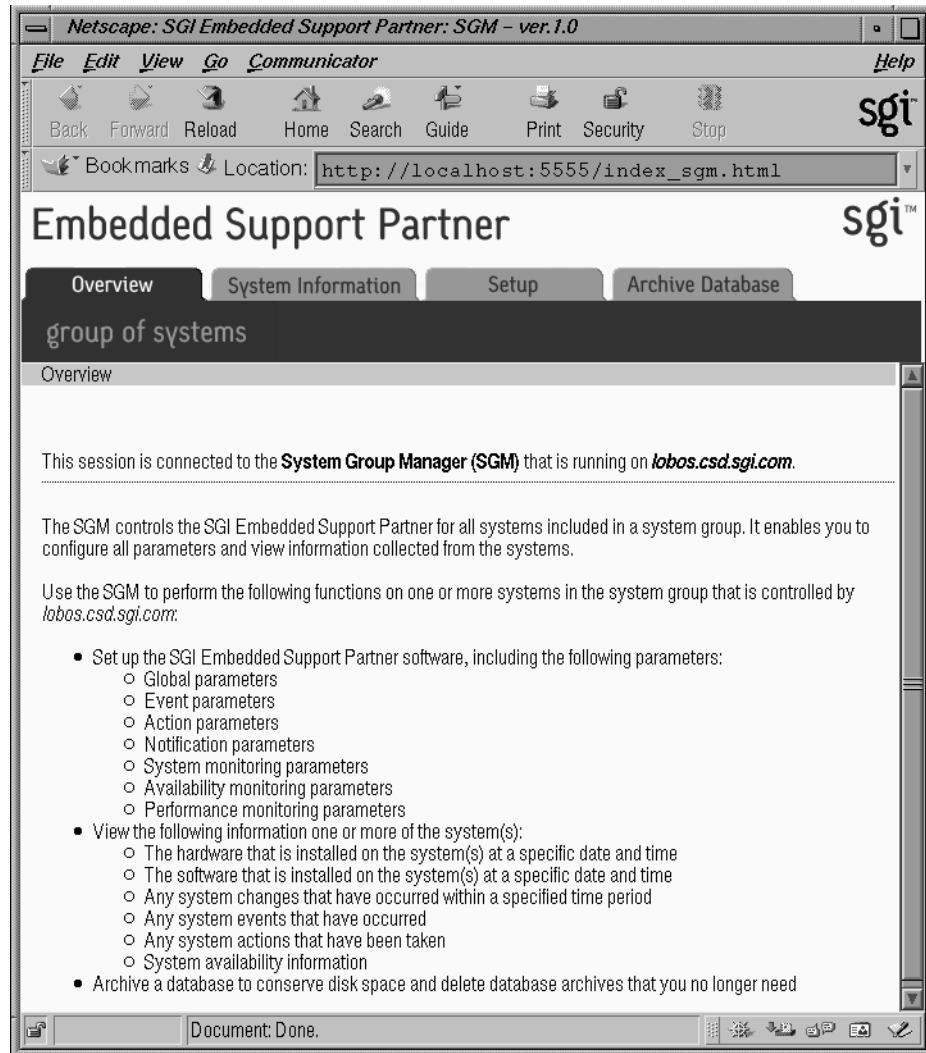 Netscape: SGI Embedded Support Partner: SGM – ver.1.0
File Edit View Go Communicator Help
Back Forward Reload Home Search Guide Print Security Stop
sgi
Bookmarks Location: http://localhost:5555/index_sgm.html
Embedded Support Partner sgi™
Overview System Information Setup Archive Database
group of systems
Overview
This session is connected to the System Group Manager (SGM) that is running on lobos.csd.sgi.com.
The SGM controls the SGI Embedded Support Partner for all systems included in a system group. It enables you to
configure all parameters and view information collected from the systems.
Use the SGM to perform the following functions on one or more systems in the system group that is controlled by
lobos.csd.sgi.com:
• Set up the SGI Embedded Support Partner software, including the following parameters:
○ Global parameters
○ Event parameters
○ Action parameters
○ Notification parameters
○ System monitoring parameters
○ Availability monitoring parameters
○ Performance monitoring parameters
• View the following information one or more of the system(s):
○ The hardware that is installed on the system(s) at a specific date and time
○ The software that is installed on the system(s) at a specific date and time
○ Any system changes that have occurred within a specified time period
○ Any system events that have occurred
○ Any system actions that have been taken
○ System availability information
• Archive a database to conserve disk space and delete database archives that you no longer need
Document: Done.